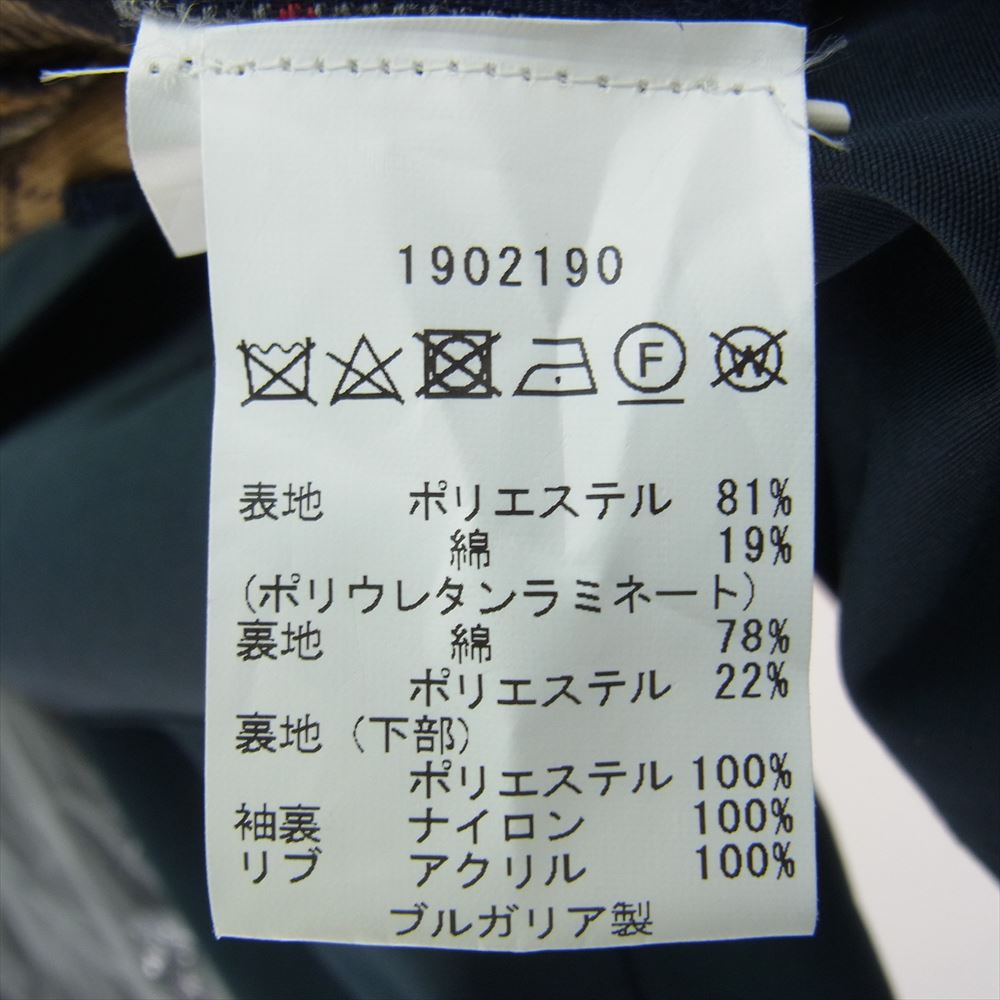 1902190
F W
表地 ポリエステル 81%
綿 19%
(ポリウレタンラミネート)
裏地 綿 78%
ポリエステル 22%
裏地(下部)
ポリエステル 100%
袖裏 ナイロン 100%
リブ アクリル 100%
ブルガリア製